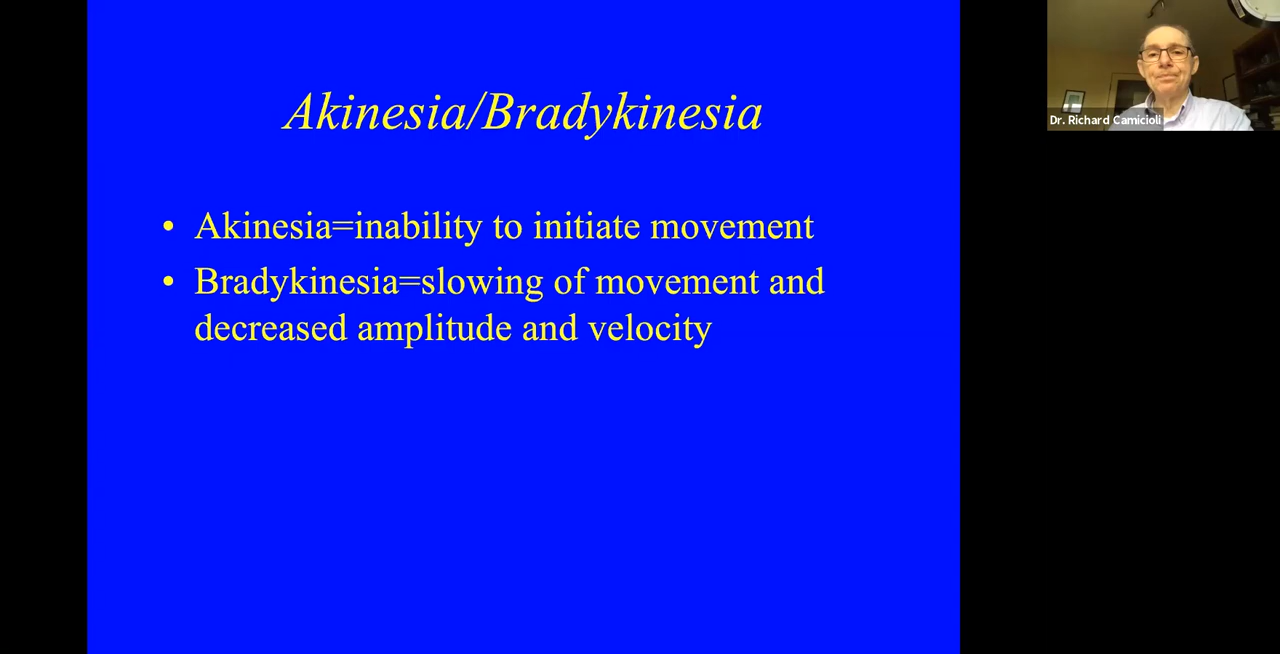 Akinesia/Bradykinesia
• Akinesia=inability to initiate movement
• Bradykinesia=slowing of movement and
decreased amplitude and velocity
Dr. Richard Camicioli